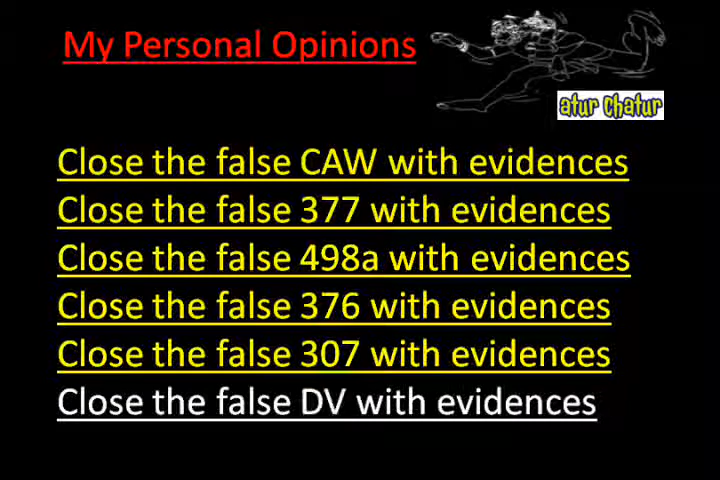 My Personal Opinions
atur chatur
Close the false CAW with evidences
Close the false 377 with evidences
Close the false 498a with evidences
Close the false 376 with evidences
Close the false 307 with evidences
Close the false DV with evidences